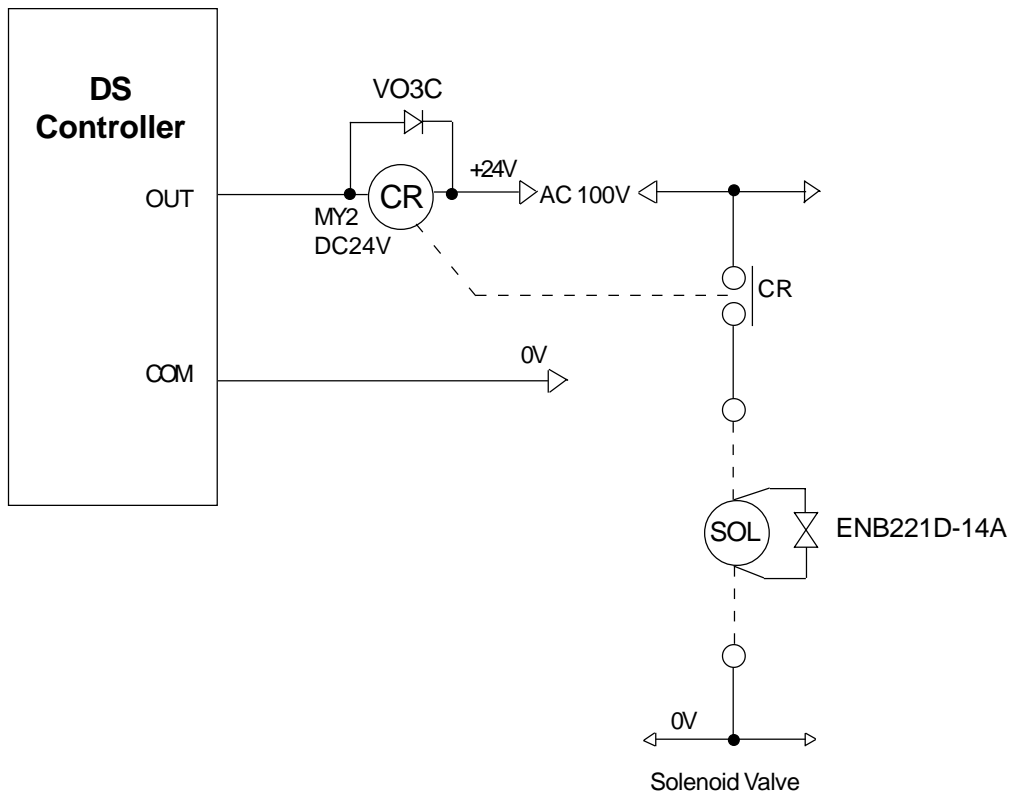 DS
Controller
OUT
COM
VO3C
CR
MY2
DC24V
+24V
AC 100V
CR
0V
SOL
ENB221D-14A
0V
Solenoid Valve